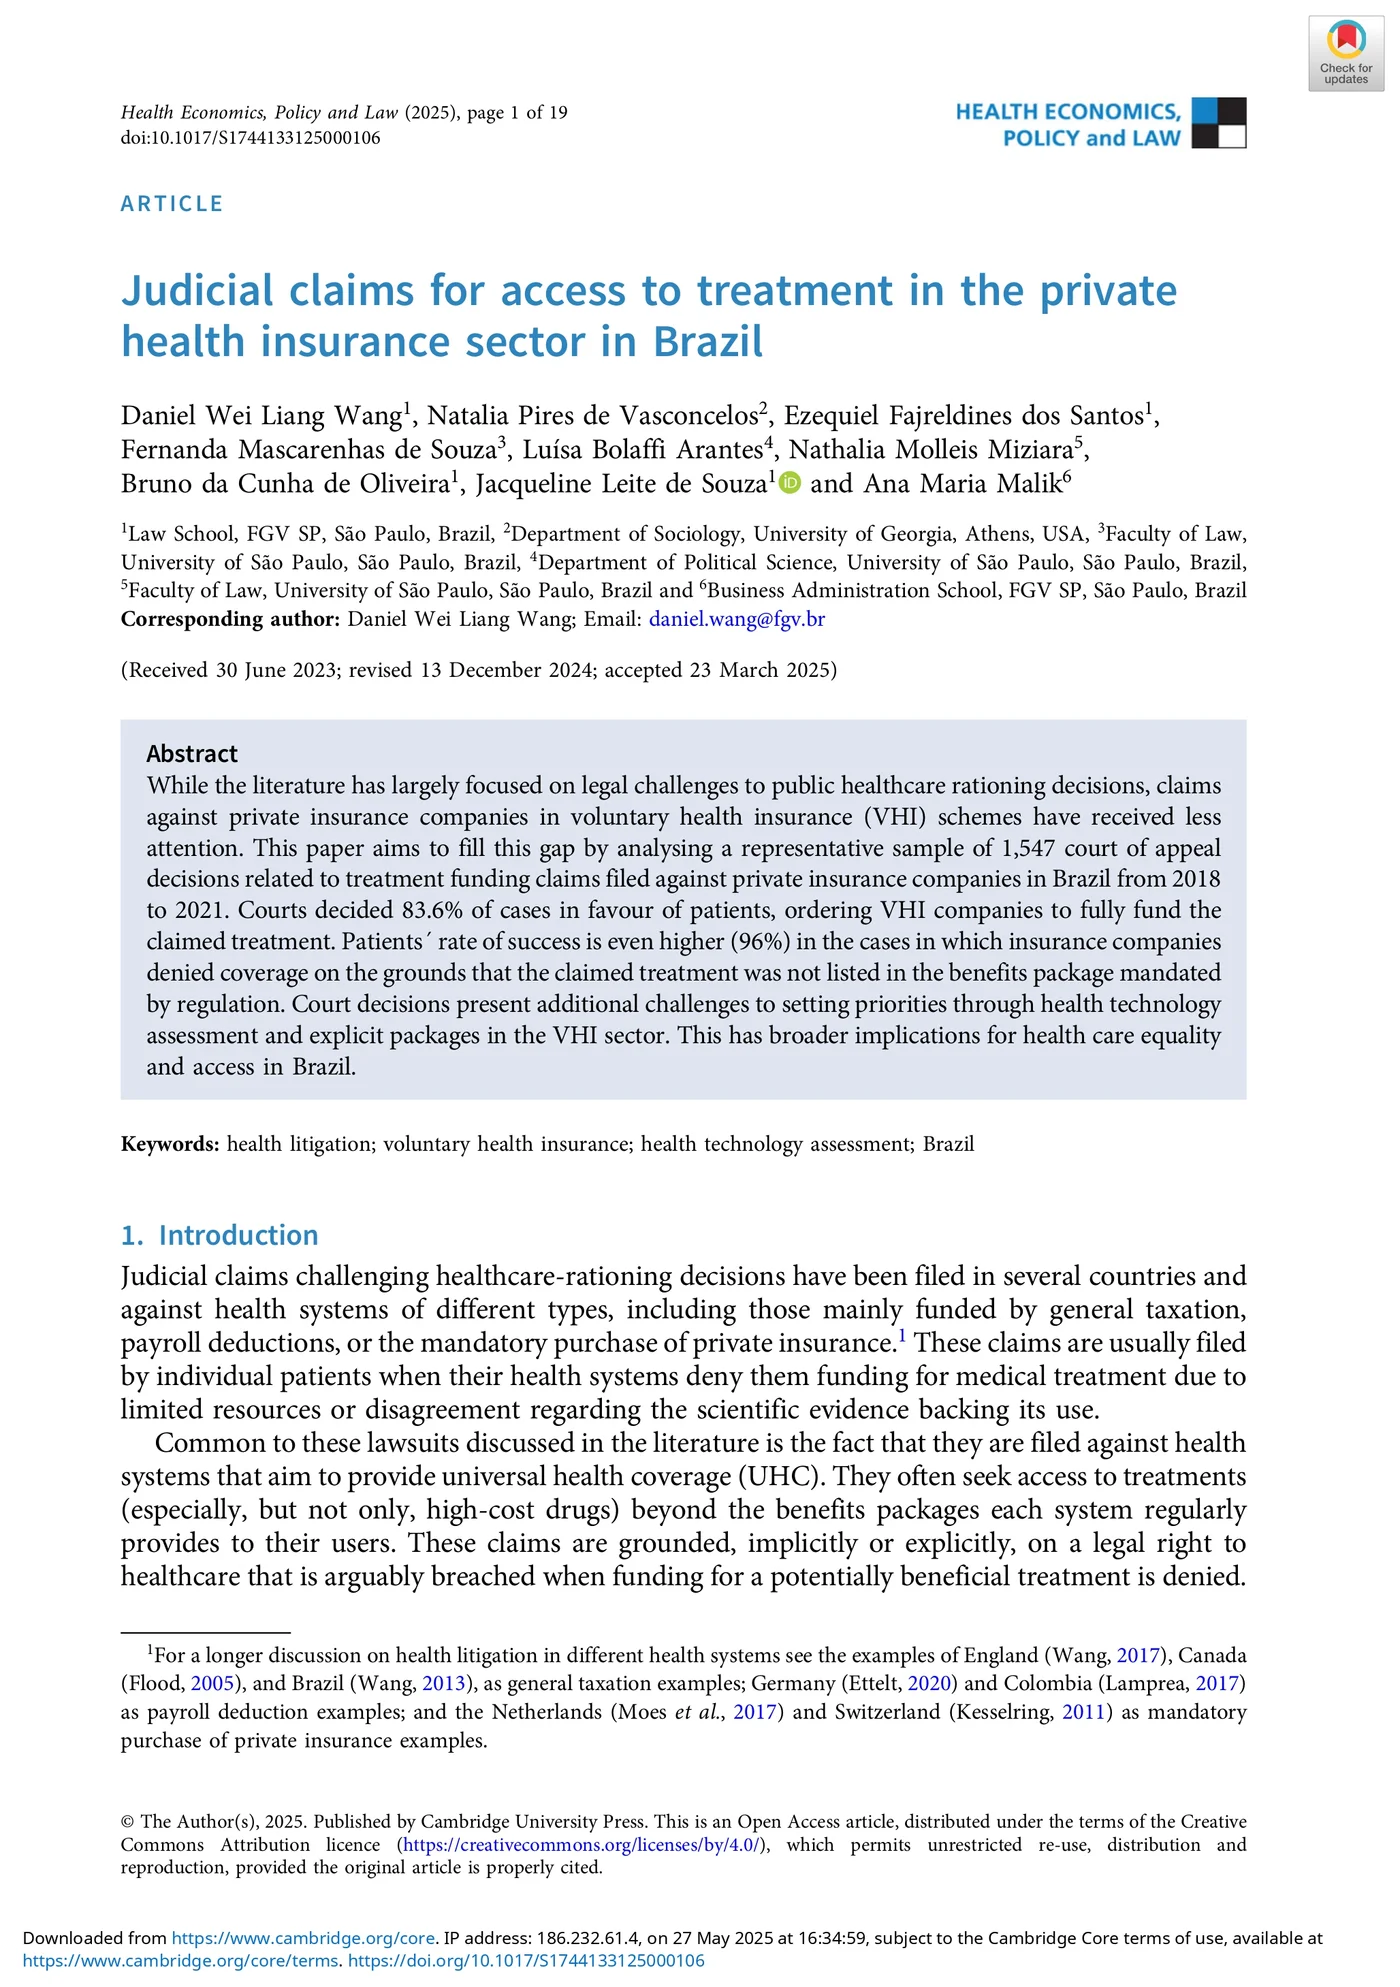 Check for
updates
Health Economics, Policy and Law (2025), page 1 of 19
doi:10.1017/S1744133125000106
HEALTH ECONOMICS,
POLICY and LAW
ARTICLE
Judicial claims for access to treatment in the private
health insurance sector in Brazil
Daniel Wei Liang Wang1, Natalia Pires de Vasconcelos2, Ezequiel Fajreldines dos Santos1,
Fernanda Mascarenhas de Souza3, Luísa Bolaffi Arantes4, Nathalia Molleis Miziara5,
Bruno da Cunha de Oliveira1, Jacqueline Leite de Souza1 iD and Ana Maria Malik6
1Law School, FGV SP, São Paulo, Brazil, 2Department of Sociology, University of Georgia, Athens, USA, 3Faculty of Law,
University of São Paulo, São Paulo, Brazil, 4Department of Political Science, University of São Paulo, São Paulo, Brazil,
5Faculty of Law, University of São Paulo, São Paulo, Brazil and 6Business Administration School, FGV SP, São Paulo, Brazil
Corresponding author: Daniel Wei Liang Wang; Email: daniel.wang@fgv.br
(Received 30 June 2023; revised 13 December 2024; accepted 23 March 2025)
Abstract
While the literature has largely focused on legal challenges to public healthcare rationing decisions, claims
against private insurance companies in voluntary health insurance (VHI) schemes have received less
attention. This paper aims to fill this gap by analysing a representative sample of 1,547 court of appeal
decisions related to treatment funding claims filed against private insurance companies in Brazil from 2018
to 2021. Courts decided 83.6% of cases in favour of patients, ordering VHI companies to fully fund the
claimed treatment. Patients´ rate of success is even higher (96%) in the cases in which insurance companies
denied coverage on the grounds that the claimed treatment was not listed in the benefits package mandated
by regulation. Court decisions present additional challenges to setting priorities through health technology
assessment and explicit packages in the VHI sector. This has broader implications for health care equality
and access in Brazil.
Keywords: health litigation; voluntary health insurance; health technology assessment; Brazil
1. Introduction
Judicial claims challenging healthcare-rationing decisions have been filed in several countries and
against health systems of different types, including those mainly funded by general taxation,
payroll deductions, or the mandatory purchase of private insurance.1 These claims are usually filed
by individual patients when their health systems deny them funding for medical treatment due to
limited resources or disagreement regarding the scientific evidence backing its use.
Common to these lawsuits discussed in the literature is the fact that they are filed against health
systems that aim to provide universal health coverage (UHC). They often seek access to treatments
(especially, but not only, high-cost drugs) beyond the benefits packages each system regularly
provides to their users. These claims are grounded, implicitly or explicitly, on a legal right to
healthcare that is arguably breached when funding for a potentially beneficial treatment is denied.
1For a longer discussion on health litigation in different health systems see the examples of England (Wang, 2017), Canada
(Flood, 2005), and Brazil (Wang, 2013), as general taxation examples; Germany (Ettelt, 2020) and Colombia (Lamprea, 2017)
as payroll deduction examples; and the Netherlands (Moes et al., 2017) and Switzerland (Kesselring, 2011) as mandatory
purchase of private insurance examples.
© The Author(s), 2025. Published by Cambridge University Press. This is an Open Access article, distributed under the terms of the Creative
Commons Attribution licence (https://creativecommons.org/licenses/by/4.0/), which permits unrestricted re-use, distribution and
reproduction, provided the original article is properly cited.
Downloaded from https://www.cambridge.org/core. IP address: 186.232.61.4, on 27 May 2025 at 16:34:59, subject to the Cambridge Core terms of use, available at
https://www.cambridge.org/core/terms. https://doi.org/10.1017/S1744133125000106